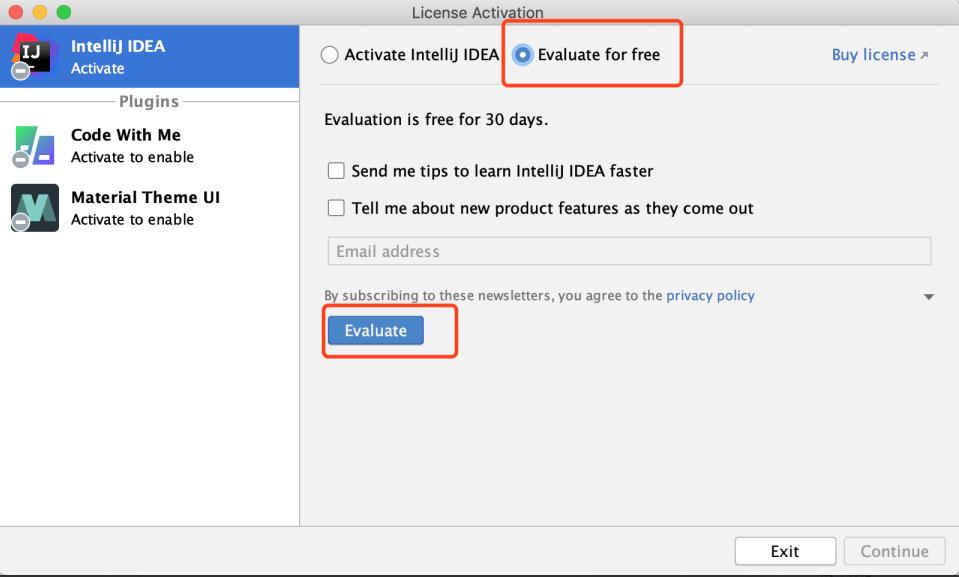 License Activation
IJ
IntelliJ IDEA
Activate
Plugins
Code With Me
Activate to enable
Material Theme UI
Activate to enable
Activate IntelliJ IDEA Evaluate for free Buy license ↗
Evaluation is free for 30 days.
Send me tips to learn IntelliJ IDEA faster
Tell me about new product features as they come out
Email address
By subscribing to these newsletters, you agree to the privacy policy
Evaluate
Exit Continue